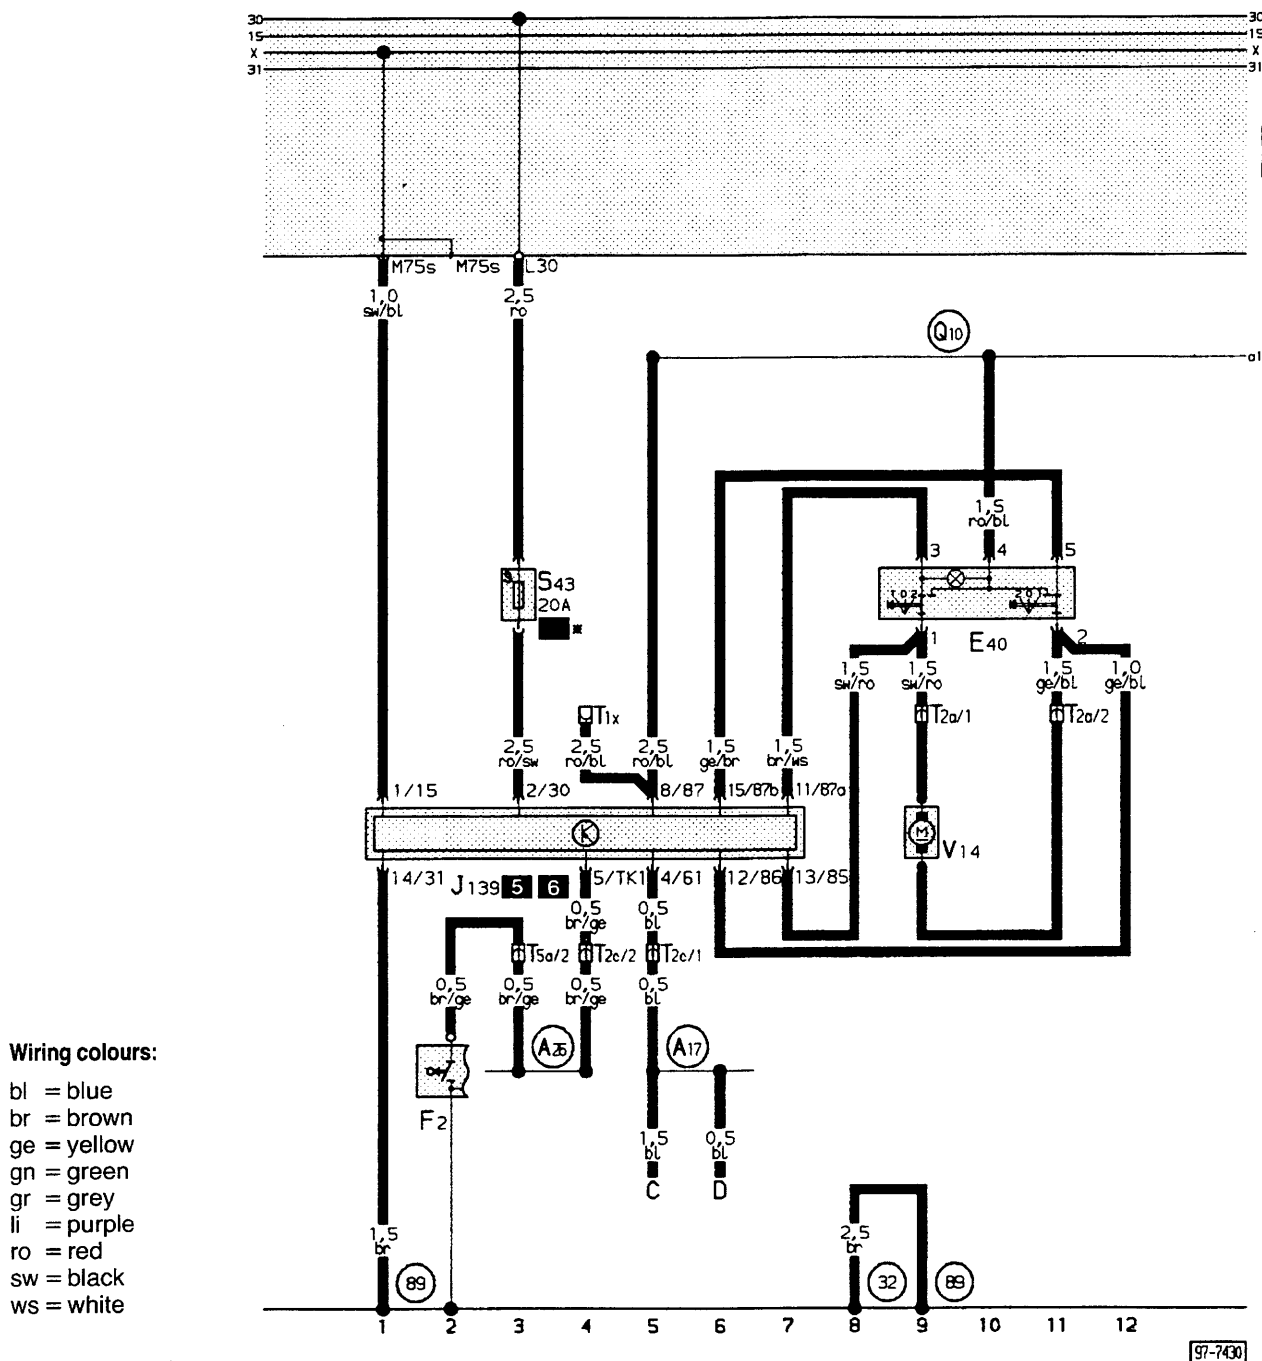 30 30
15 15
X X
31 31
M75s M75s L30
1,0 2,5
sw/bl ro
Q10
a1
1,5
ro/bl
3 4 5
S43
20A
*
1 0 2 2 0 1
E40
1 2
1,5 1,5 1,5 1,0
sw/ro sw/ro ge/bl ge/bl
T1x T2a/1 T2a/2
2,5 2,5 2,5 1,5 1,5
ro/sw ro/bl ro/bl ge/br br/ws
1/15 2/30 8/87 15/87b 11/87a
K M
V14
14/31 J139 5 6 5/TK1 4/61 12/86 13/85
0,5 0,5
br/ge bl
T5a/2 T2c/2 T2c/1
0,5 0,5 0,5 0,5
br/ge br/ge br/ge bl
A26 A17
F2
1,5 0,5
bl bl
C D
Wiring colours:
bl = blue
br = brown
ge = yellow
gn = green
gr = grey
li = purple
ro = red
sw = black
ws = white
1,5 2,5
br br
89 32 89
1 2 3 4 5 6 7 8 9 10 11 12
97-7430